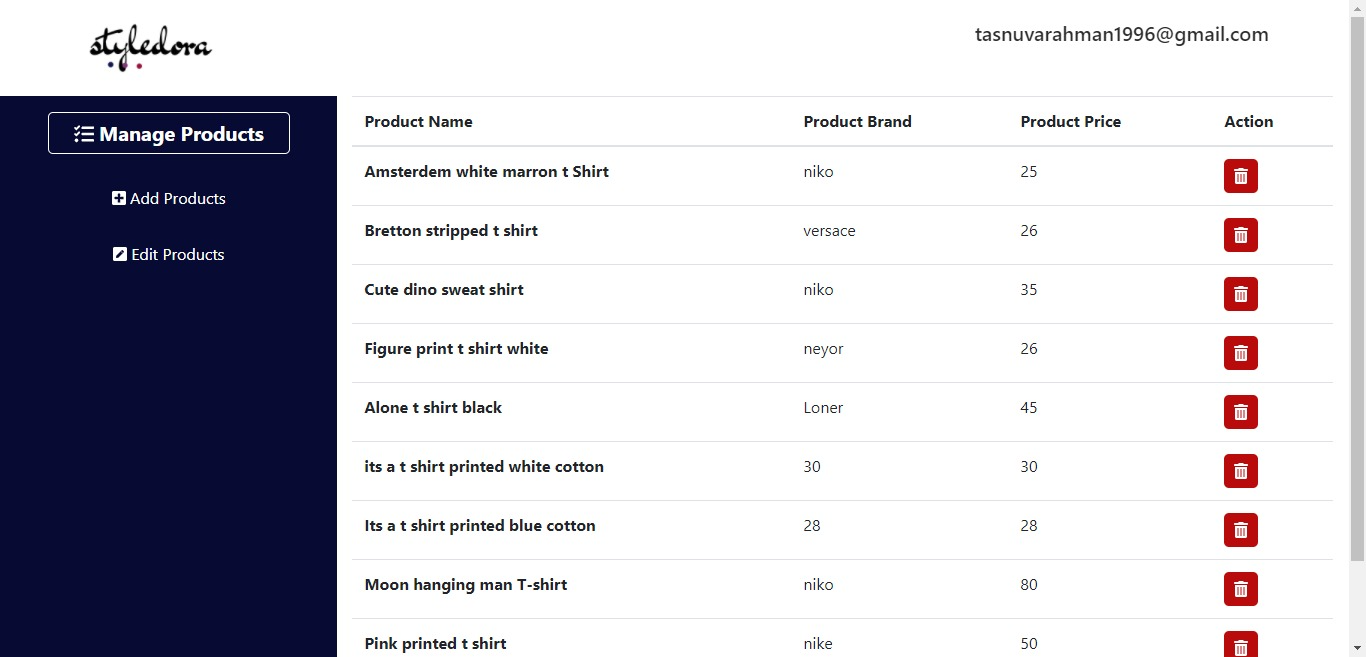 styledora
tasnuvarahman1996@gmail.com
Manage Products
Add Products
Edit Products
Product Name Product Brand Product Price Action
Amsterdem white marron t Shirt niko 25
Bretton stripped t shirt versace 26
Cute dino sweat shirt niko 35
Figure print t shirt white neyor 26
Alone t shirt black Loner 45
its a t shirt printed white cotton 30 30
Its a t shirt printed blue cotton 28 28
Moon hanging man T-shirt niko 80
Pink printed t shirt nike 50